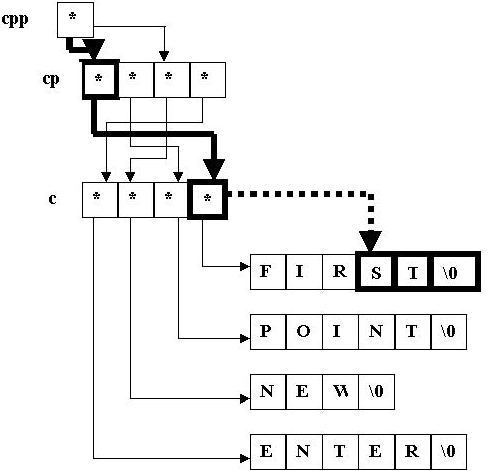 cpp *
cp * * * *
c * * * *
F I R S T \0
P O I N T \0
N E W \0
E N T E R \0